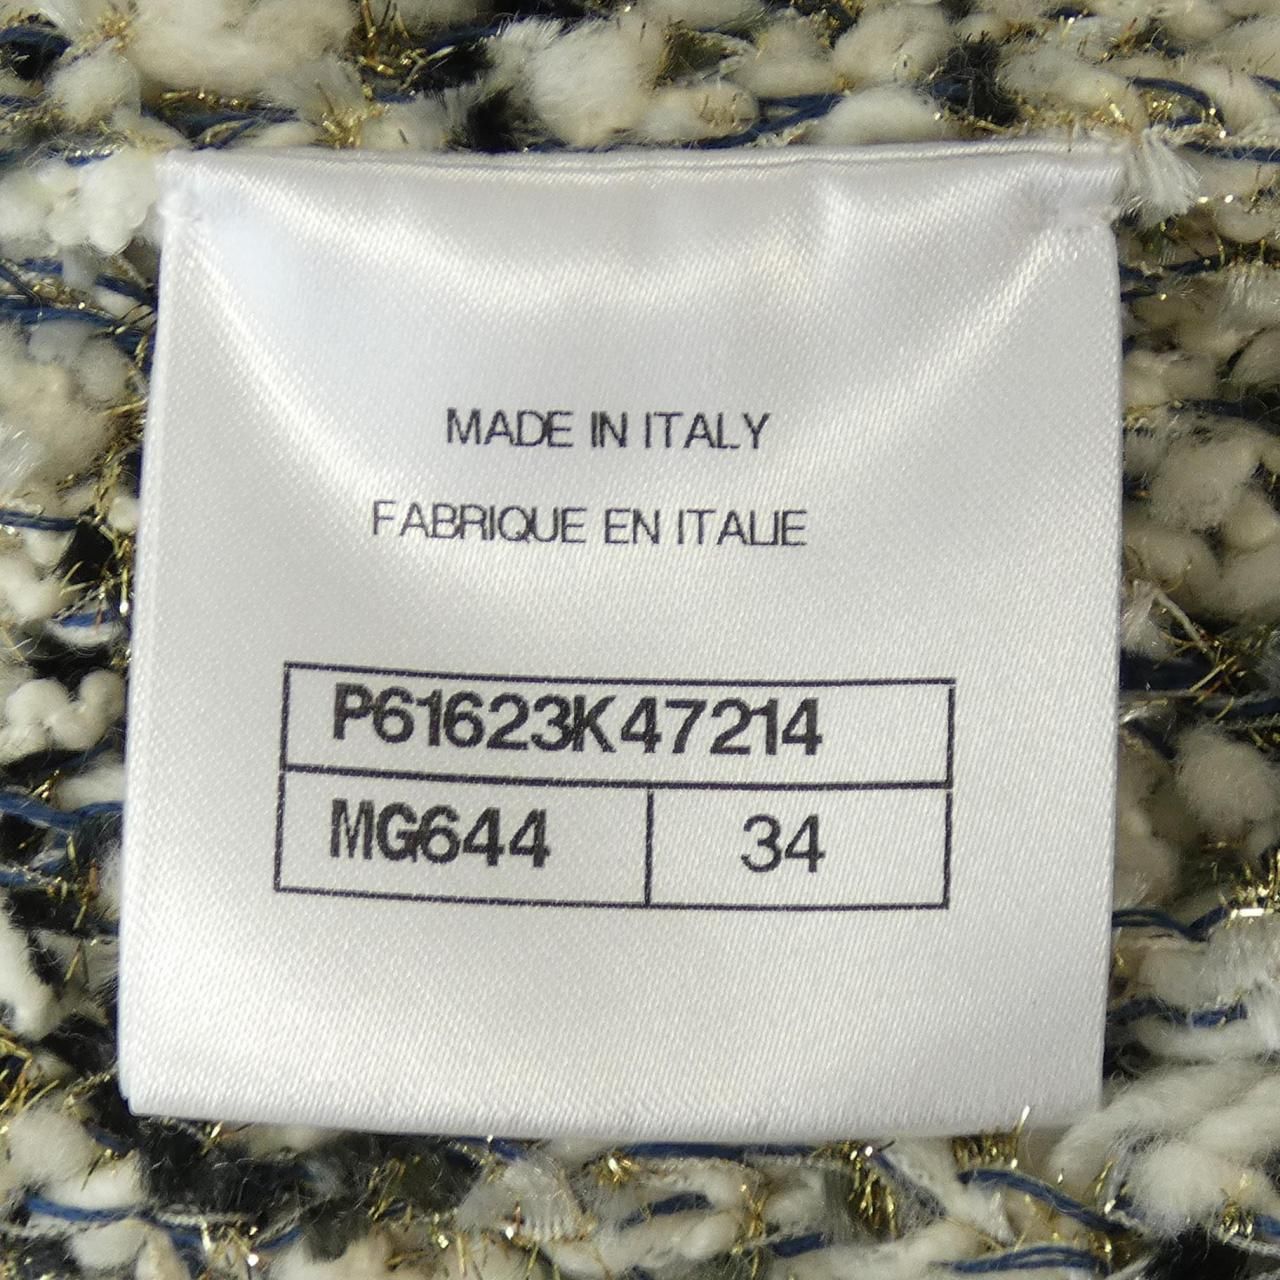 MADE IN ITALY
FABRIQUE EN ITALIE
P61623K47214
MG644 34